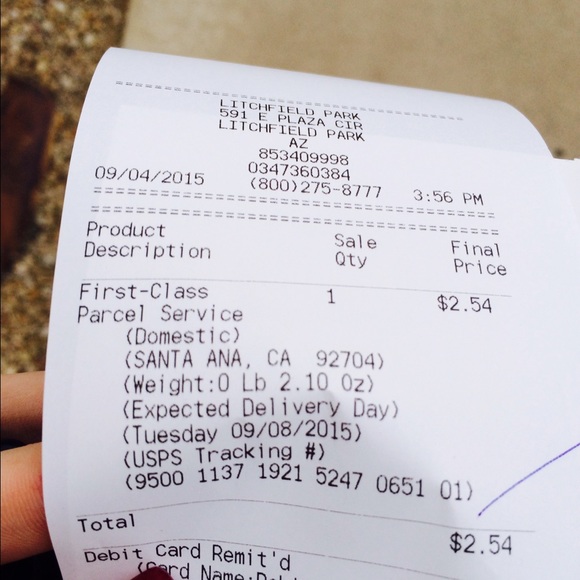 LITCHFIELD PARK
591 E PLAZA CIR
LITCHFIELD PARK
AZ
853409998
0347360384
09/04/2015 (800)275-8777 3:56 PM
Product Description Sale Qty Final Price
First-Class Parcel Service 1 $2.54
(Domestic)
(SANTA ANA, CA 92704)
(Weight:0 Lb 2.10 Oz)
(Expected Delivery Day)
(Tuesday 09/08/2015)
(USPS Tracking #)
(9500 1137 1921 5247 0651 01)
Total $2.54
Debit Card Remit'd
(Card Name: